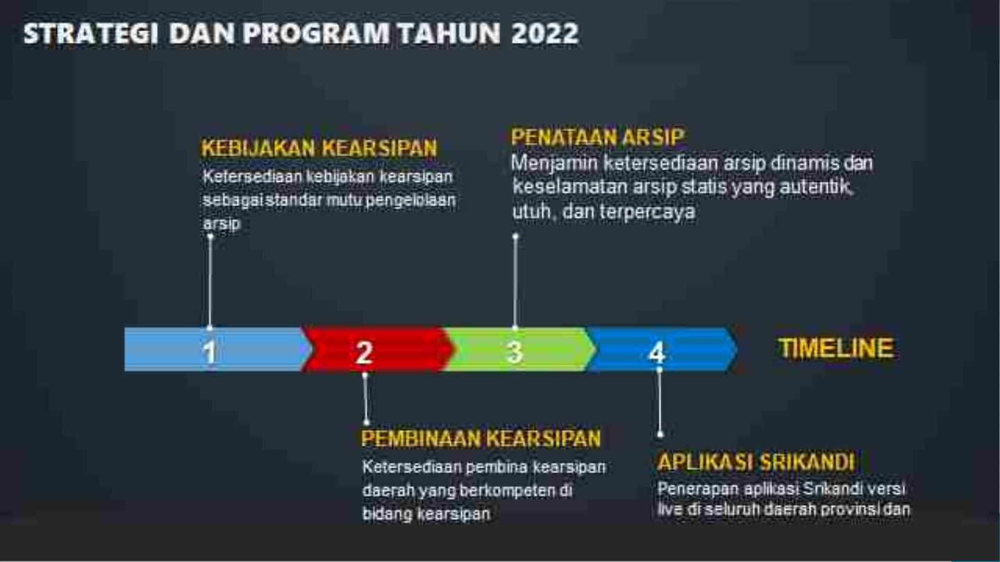 STRATEGI DAN PROGRAM TAHUN 2022
KEBIJAKAN KEARSIPAN
Ketersediaan kebijakan kearsipan
sebagai standar mutu pengelolaan
arsip
PENATAAN ARSIP
Menjamin ketersediaan arsip dinamis dan
keselamatan arsip statis yang autentik,
utuh, dan terpercaya
1
2
3
4
TIMELINE
PEMBINAAN KEARSIPAN
Ketersediaan pembina kearsipan
daerah yang berkompeten di
bidang kearsipan
APLIKASI SRIKANDI
Penerapan aplikasi Srikandi versi
live di seluruh daerah provinsi dan